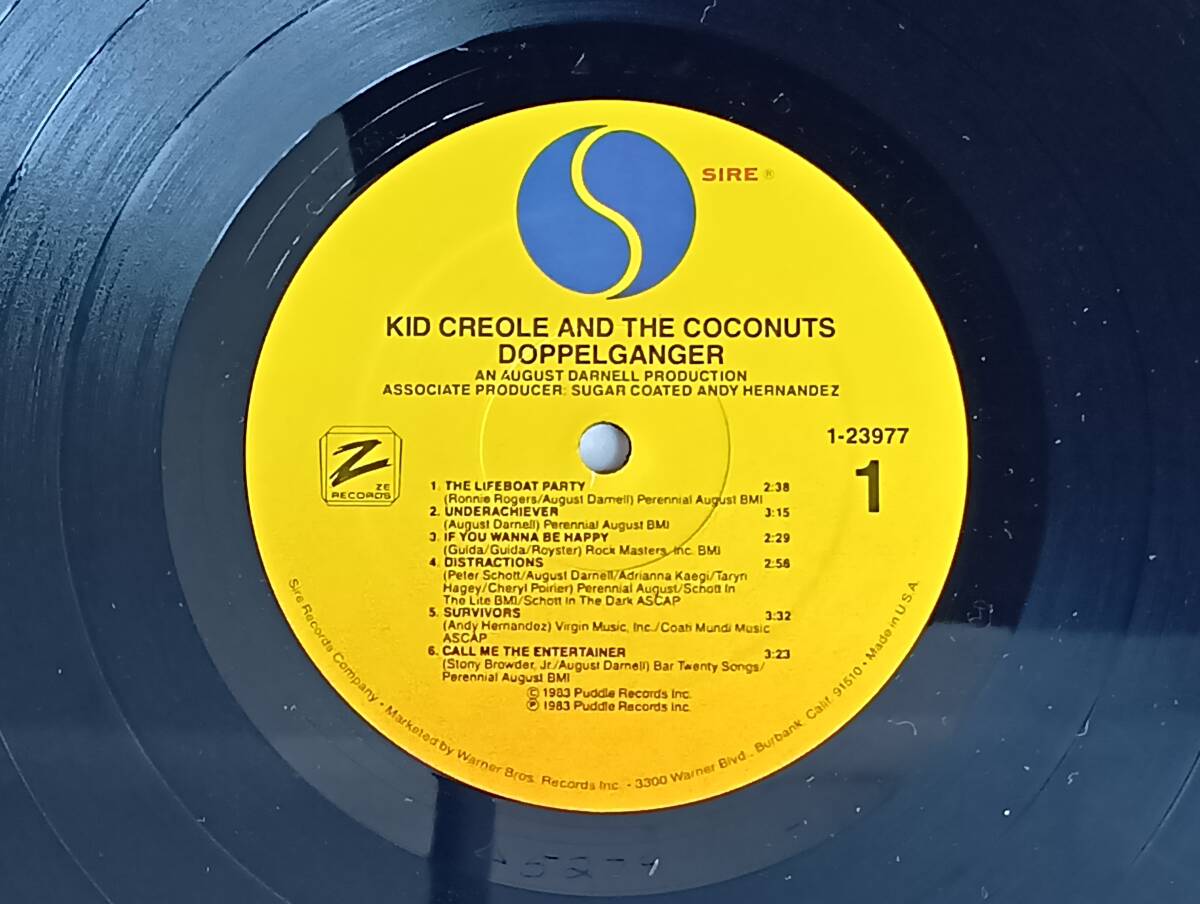 SIRE ®
KID CREOLE AND THE COCONUTS
DOPPELGANGER
AN AUGUST DARNELL PRODUCTION
ASSOCIATE PRODUCER: SUGAR COATED ANDY HERNANDEZ
ZE
RECORDS
1-23977
1
1. THE LIFEBOAT PARTY 2:38
(Ronnie Rogers/August Darnell) Perennial August BMI
2. UNDERACHIEVER 3:15
(August Darnell) Perennial August BMI
3. IF YOU WANNA BE HAPPY 2:29
(Guida/Guida/Royster) Rock Masters, Inc. BMI
4. DISTRACTIONS 2:56
(Peter Schott/August Darnell/Adrianna Kaegi/Taryn
Hagey/Cheryl Poirier) Perennial August/Schott In
The Lite BMI/Schott In The Dark ASCAP
5. SURVIVORS 3:32
(Andy Hernandez) Virgin Music, Inc./Coati Mundi Music
ASCAP
6. CALL ME THE ENTERTAINER 3:23
(Stony Browder, Jr./August Darnell) Bar Twenty Songs/
Perennial August BMI
© 1983 Puddle Records Inc.
℗ 1983 Puddle Records Inc.
Sire Records Company • Marketed by Warner Bros. Records Inc. • 3300 Warner Blvd., Burbank, Calif. 91510 • Made in U.S.A.